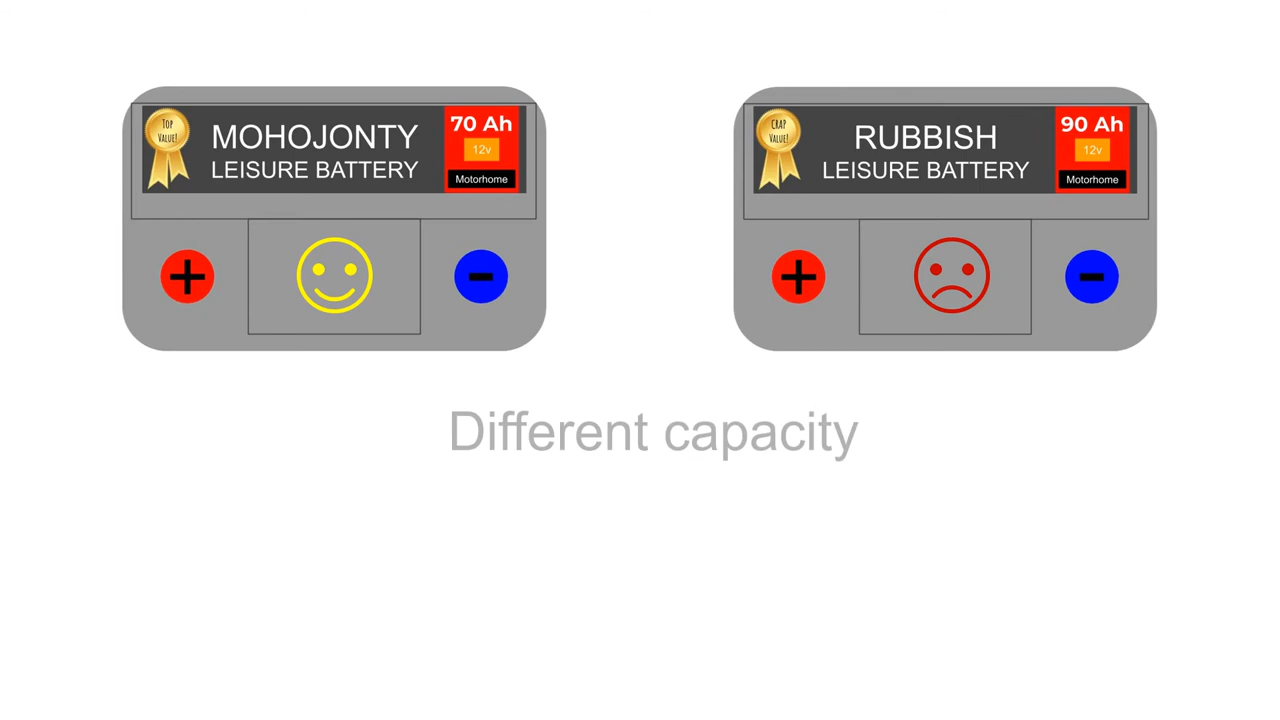 TOP
VALUE!
MOHOJONTY
LEISURE BATTERY
70 Ah
12v
Motorhome
+
-
CRAP
VALUE!
RUBBISH
LEISURE BATTERY
90 Ah
12v
Motorhome
+
-
Different capacity